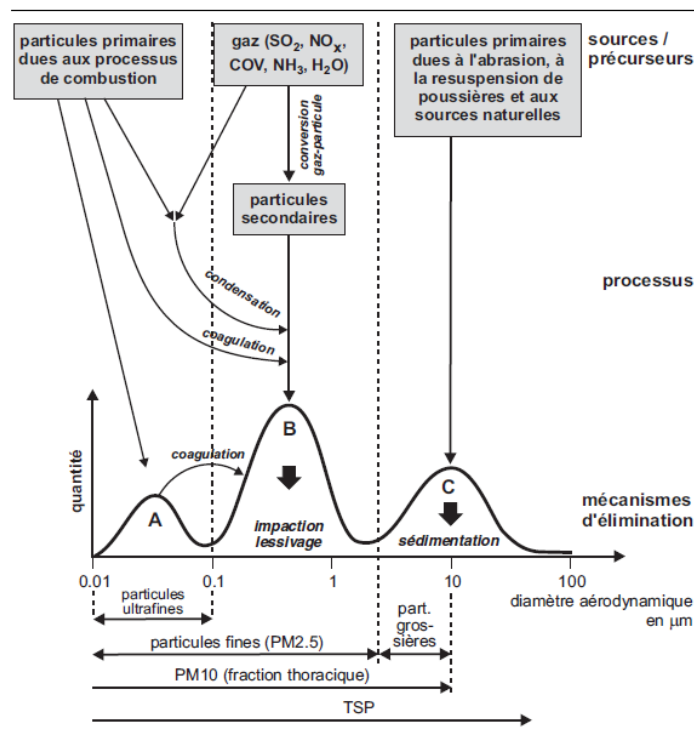 particules primaires
dues aux processus
de combustion
gaz (SO₂, NOₓ,
COV, NH₃, H₂O)
particules primaires
dues à l'abrasion, à
la resuspension de
poussières et aux
sources naturelles
sources /
précurseurs
conversion
gaz-particule
particules
secondaires
processus
condensation
coagulation
quantité
coagulation
A
B
C
impaction
lessivage
sédimentation
mécanismes
d'élimination
0.01
0.1
1
10
100
diamètre aérodynamique
en μm
particules
ultrafines
part.
gros-
sières
particules fines (PM2.5)
PM10 (fraction thoracique)
TSP